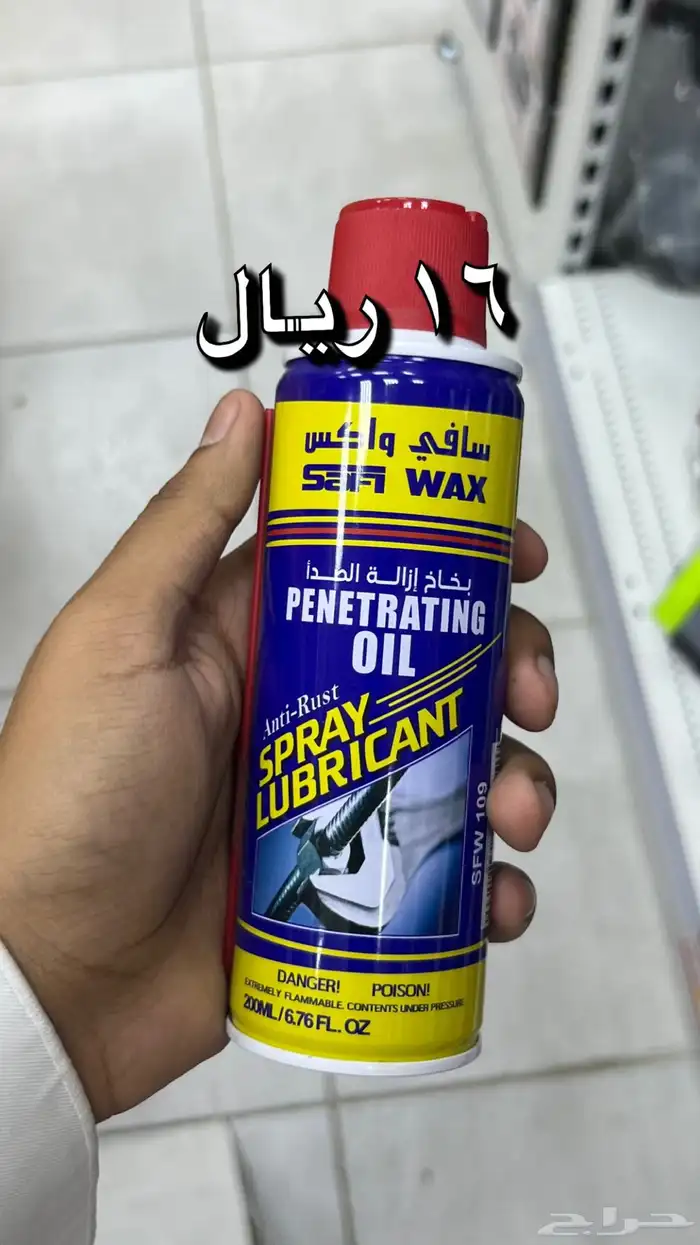 ١٦ ريال
سافي واكس
SAFI WAX
بخاخ إزالة الصدأ
PENETRATING
OIL
Anti-Rust
SPRAY
LUBRICANT
SFW 109
DANGER! POISON!
EXTREMELY FLAMMABLE. CONTENTS UNDER PRESSURE
200ML/6.76 FL. OZ
حراج